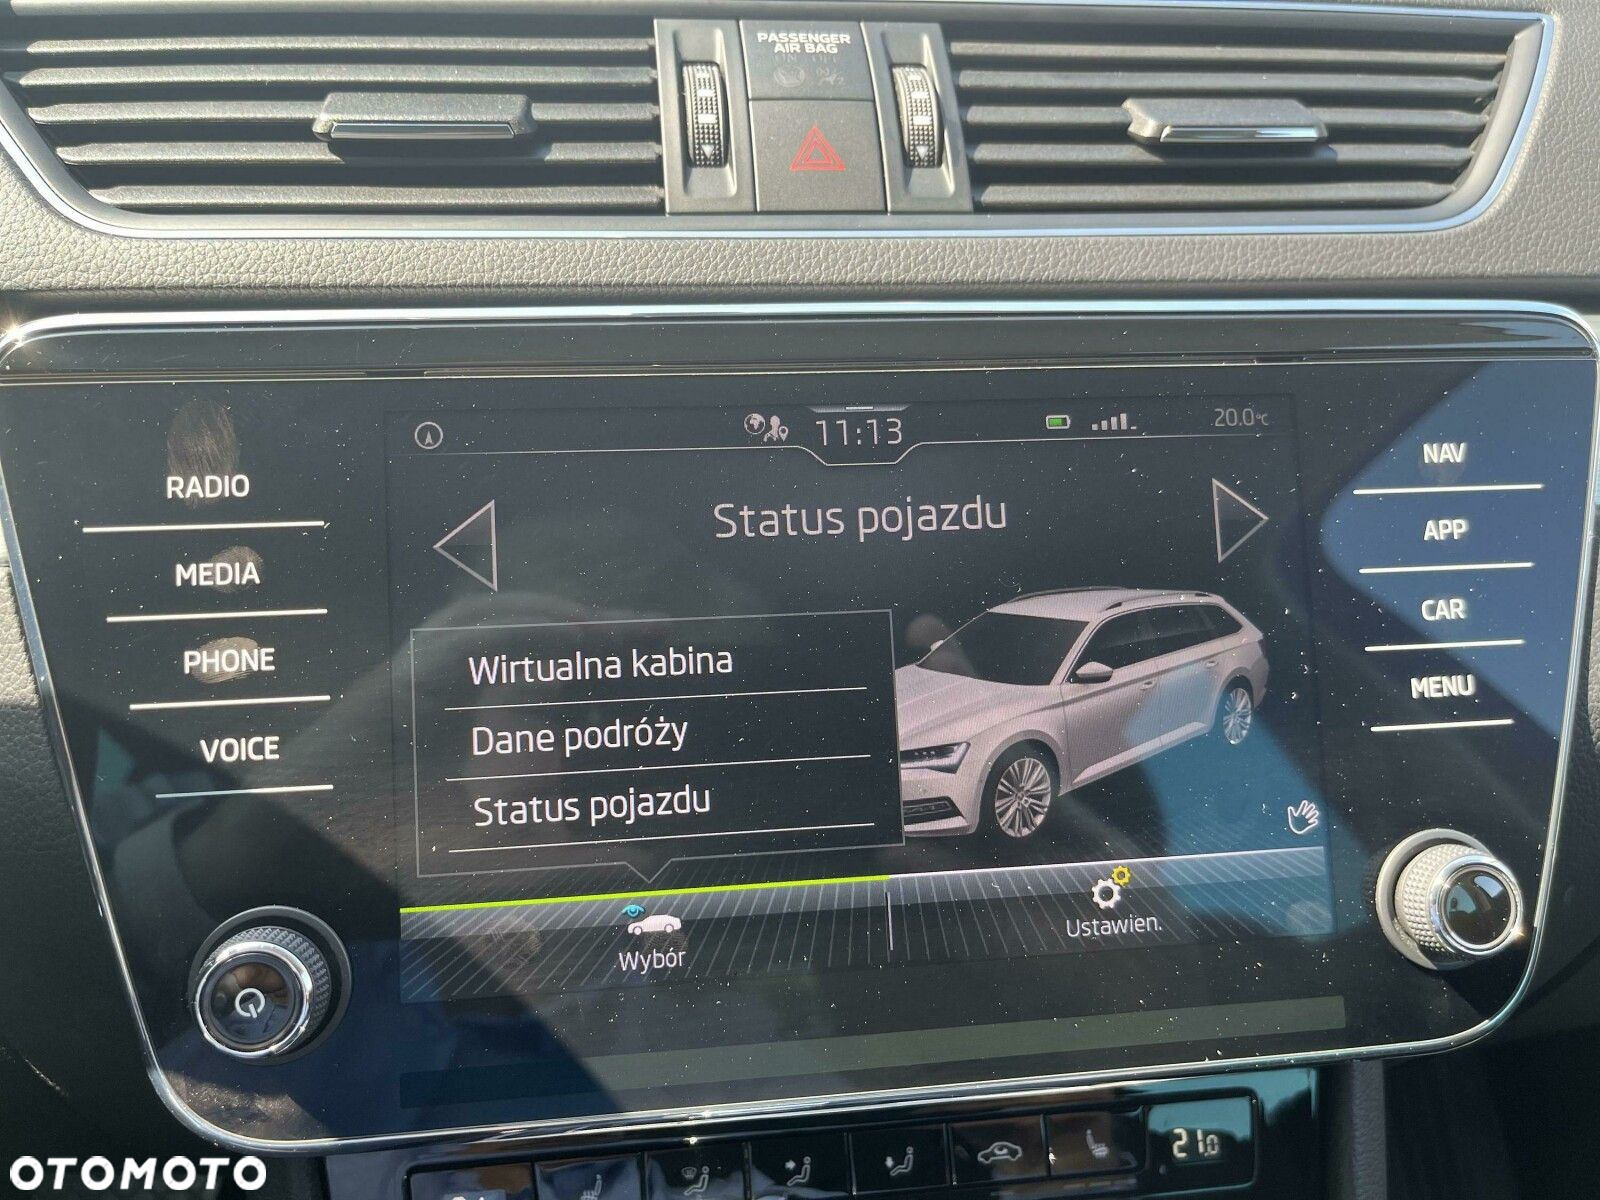 PASSENGER
AIR BAG
11:13
20.0°C
RADIO
MEDIA
PHONE
VOICE
Status pojazdu
Wirtualna kabina
Dane podróży
Status pojazdu
Wybór
Ustawien.
NAV
APP
CAR
MENU
21.0
OTOMOTO